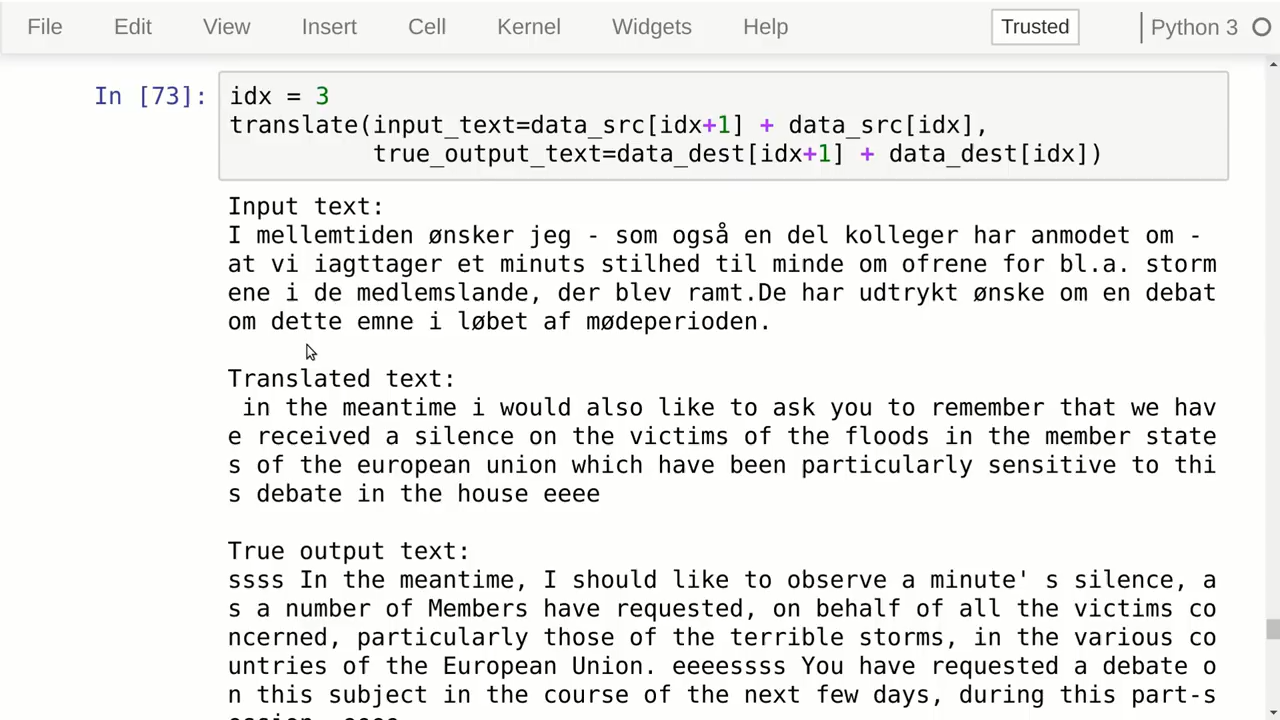 File Edit View Insert Cell Kernel Widgets Help Trusted Python 3
In [73]: idx = 3
translate(input_text=data_src[idx+1] + data_src[idx],
true_output_text=data_dest[idx+1] + data_dest[idx])
Input text:
I mellemtiden ønsker jeg - som også en del kolleger har anmodet om -
at vi iagttager et minuts stilhed til minde om ofrene for bl.a. storm
ene i de medlemslande, der blev ramt.De har udtrykt ønske om en debat
om dette emne i løbet af mødeperioden.
Translated text:
in the meantime i would also like to ask you to remember that we hav
e received a silence on the victims of the floods in the member state
s of the european union which have been particularly sensitive to thi
s debate in the house eeee
True output text:
ssss In the meantime, I should like to observe a minute' s silence, a
s a number of Members have requested, on behalf of all the victims co
ncerned, particularly those of the terrible storms, in the various co
untries of the European Union. eeeessss You have requested a debate o
n this subject in the course of the next few days, during this part-s